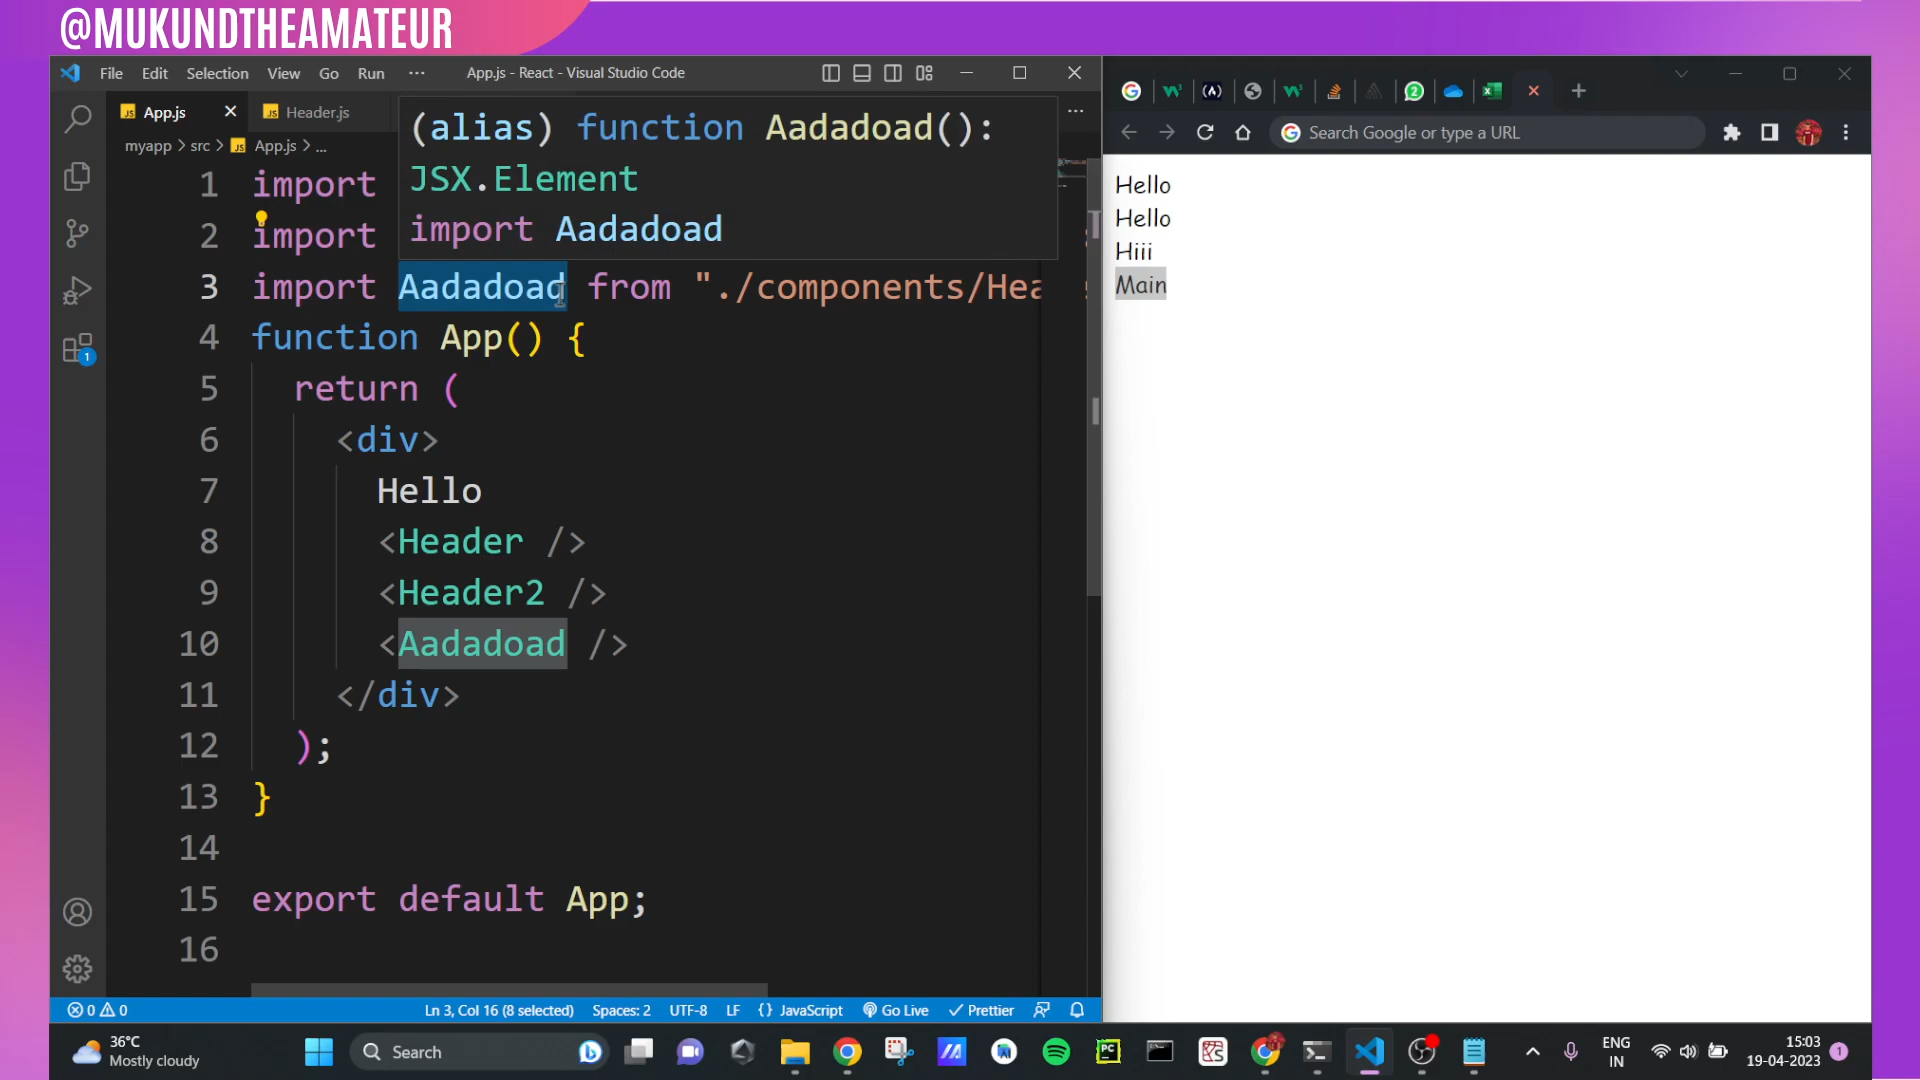 @MUKUNDTHEAMATEUR
File Edit Selection View Go Run ··· App.js - React - Visual Studio Code
App.js Header.js
myapp > src > App.js > ...
(alias) function Aadadoad():
JSX.Element
import Aadadoad
1 import
2 import
3 import Aadadoad from "./components/Hea
4 function App() {
5 return (
6 <div>
7 Hello
8 <Header />
9 <Header2 />
10 <Aadadoad />
11 </div>
12 );
13 }
14
15 export default App;
16
1
0 0 Ln 3, Col 16 (8 selected) Spaces: 2 UTF-8 LF {} JavaScript Go Live Prettier
2
Search Google or type a URL
Hello
Hello
Hiii
Main
36°C
Mostly cloudy
Search
PC
ENG
IN
15:03
19-04-2023
1